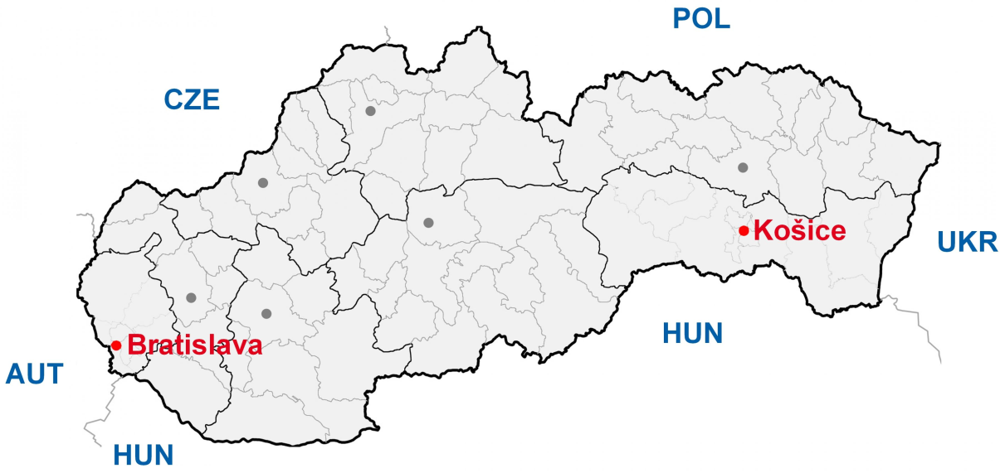 POL
CZE
Košice
UKR
HUN
Bratislava
AUT
HUN